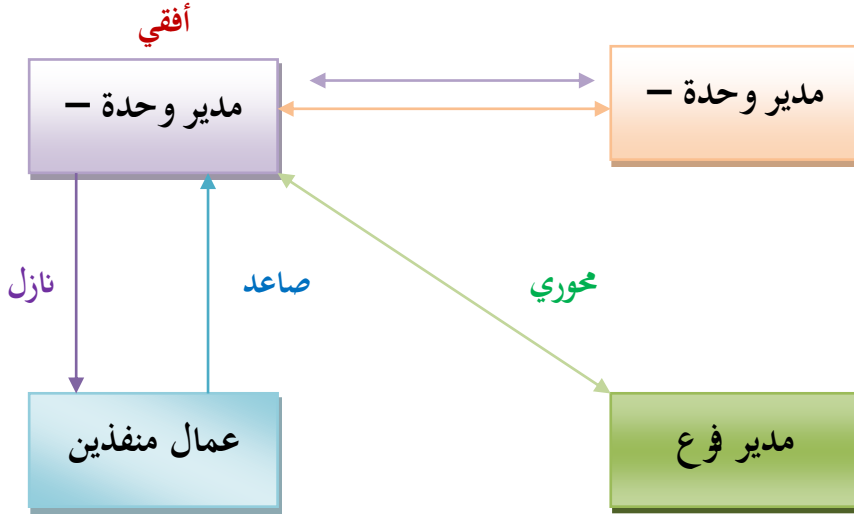 أفقي
مدير وحدة –
مدير وحدة –
محوري
صاعد
نازل
مدير فرع
عمال منفذين